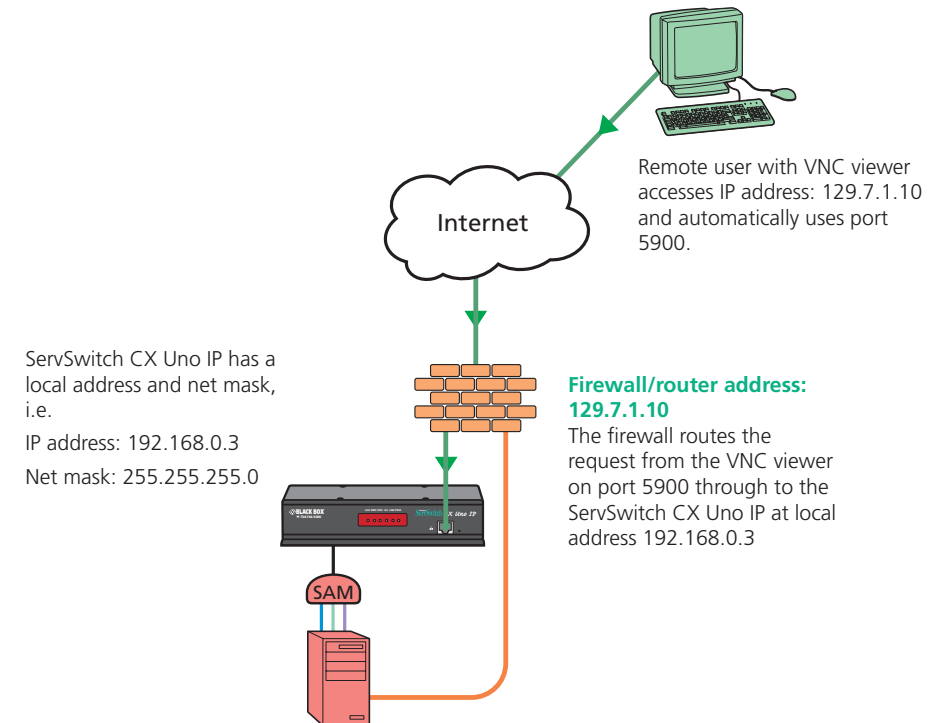 Remote user with VNC viewer
accesses IP address: 129.7.1.10
and automatically uses port
5900.
Internet
ServSwitch CX Uno IP has a
local address and net mask,
i.e.
IP address: 192.168.0.3
Net mask: 255.255.255.0
Firewall/router address:
129.7.1.10
The firewall routes the
request from the VNC viewer
on port 5900 through to the
ServSwitch CX Uno IP at local
address 192.168.0.3
BLACK BOX
Uno IP
SAM